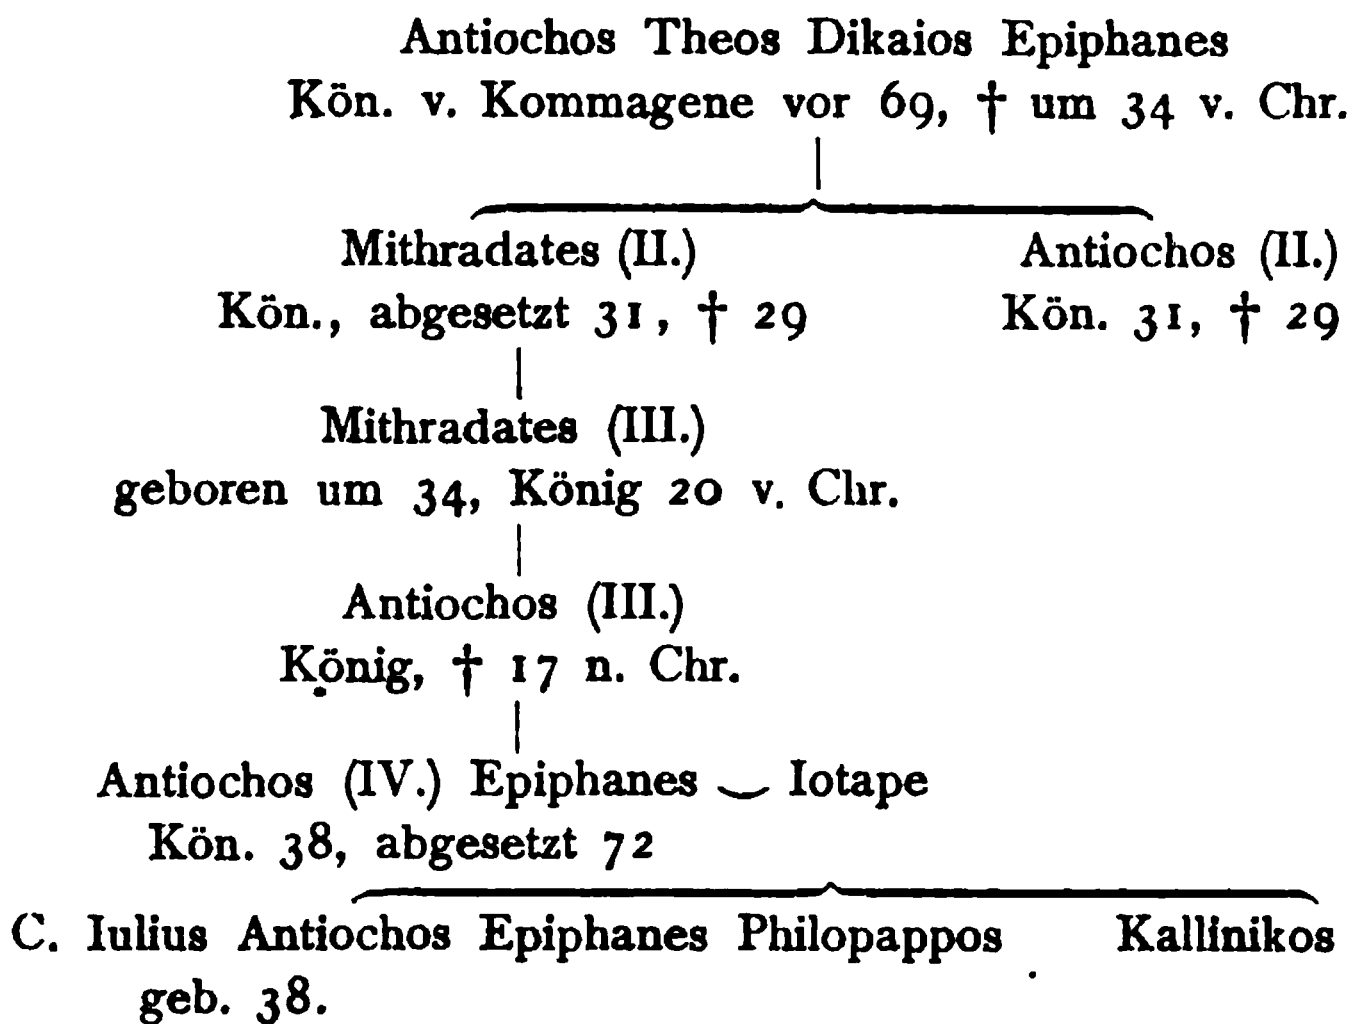 Antiochos Theos Dikaios Epiphanes
Kön. v. Kommagene vor 69, † um 34 v. Chr.
Mithradates (II.) Antiochos (II.)
Kön., abgesetzt 31, † 29 Kön. 31, † 29
Mithradates (III.)
geboren um 34, König 20 v. Chr.
Antiochos (III.)
König, † 17 n. Chr.
Antiochos (IV.) Epiphanes ‿ Iotape
Kön. 38, abgesetzt 72
C. Iulius Antiochos Epiphanes Philopappos Kallinikos
geb. 38.